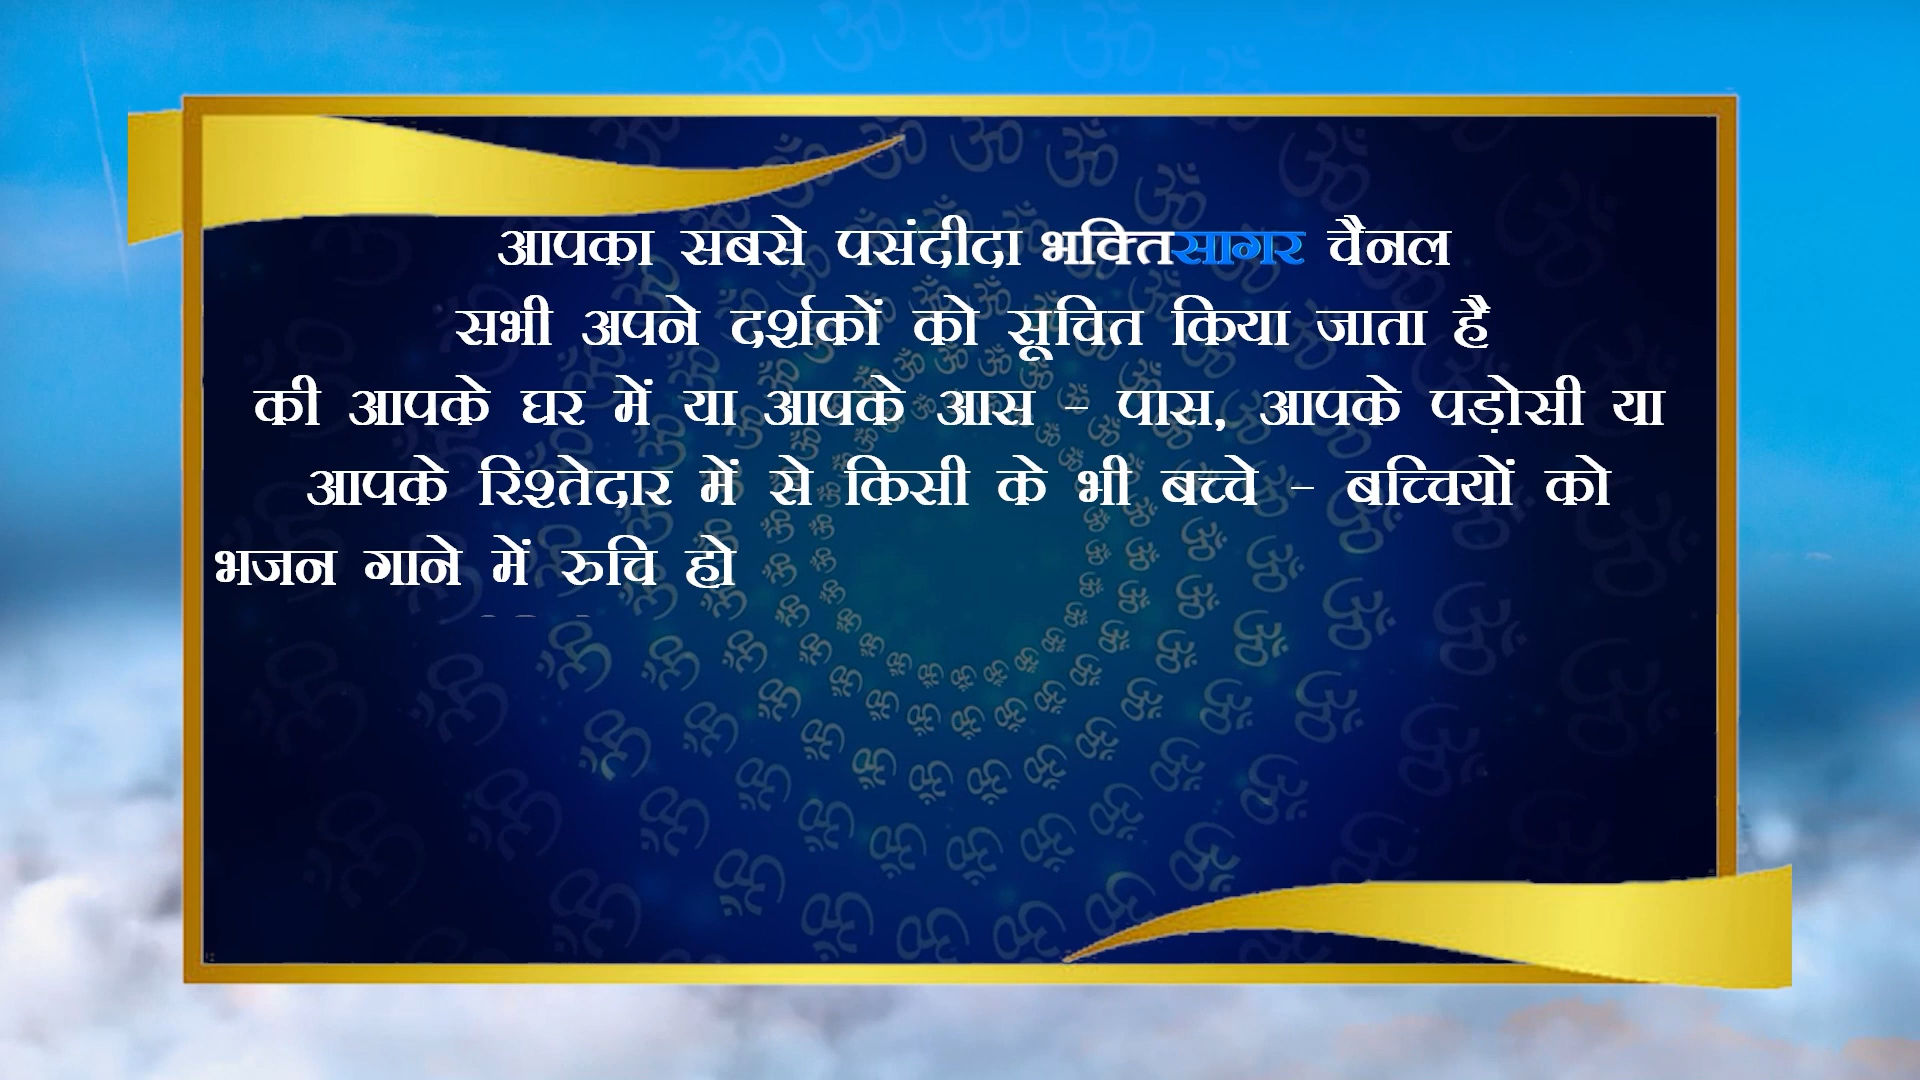 आपका सबसे पसंदीदा भक्तिसागर चैनल
सभी अपने दर्शकों को सूचित किया जाता है
की आपके घर में या आपके आस - पास, आपके पड़ोसी या
आपके रिश्तेदार में से किसी के भी बच्चे - बच्चियों को
भजन गाने में रुचि हो